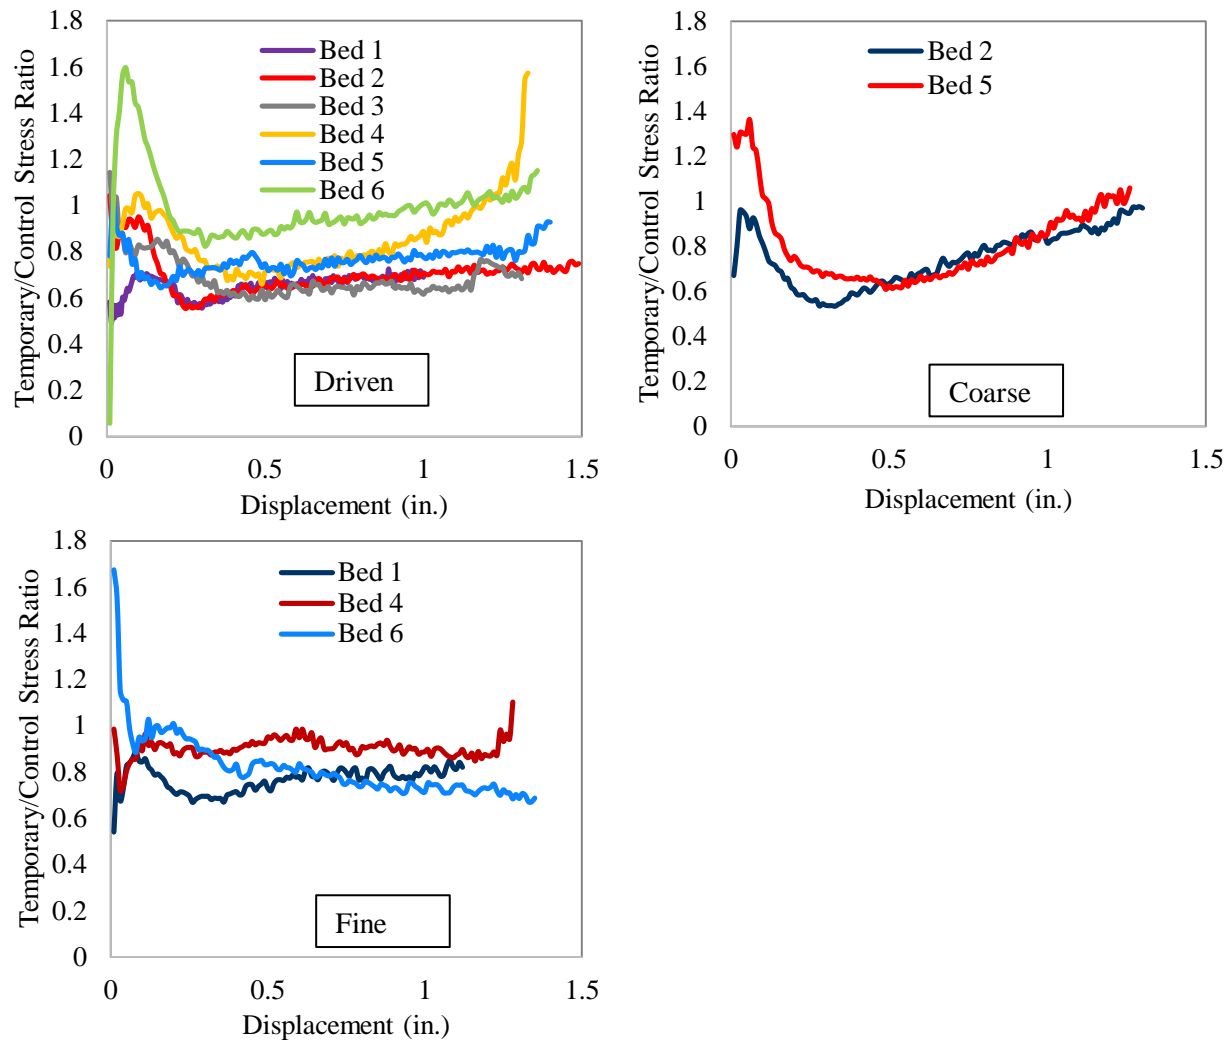 Temporary/Control Stress Ratio
1.8
1.6
1.4
1.2
1
0.8
0.6
0.4
0.2
0
Bed 1
Bed 2
Bed 3
Bed 4
Bed 5
Bed 6
Driven
0 0.5 1 1.5
Displacement (in.)
Temporary/Control Stress Ratio
1.8
1.6
1.4
1.2
1
0.8
0.6
0.4
0.2
0
Bed 2
Bed 5
Coarse
0 0.5 1 1.5
Displacement (in.)
Temporary/Control Stress Ratio
1.8
1.6
1.4
1.2
1
0.8
0.6
0.4
0.2
0
Bed 1
Bed 4
Bed 6
Fine
0 0.5 1 1.5
Displacement (in.)